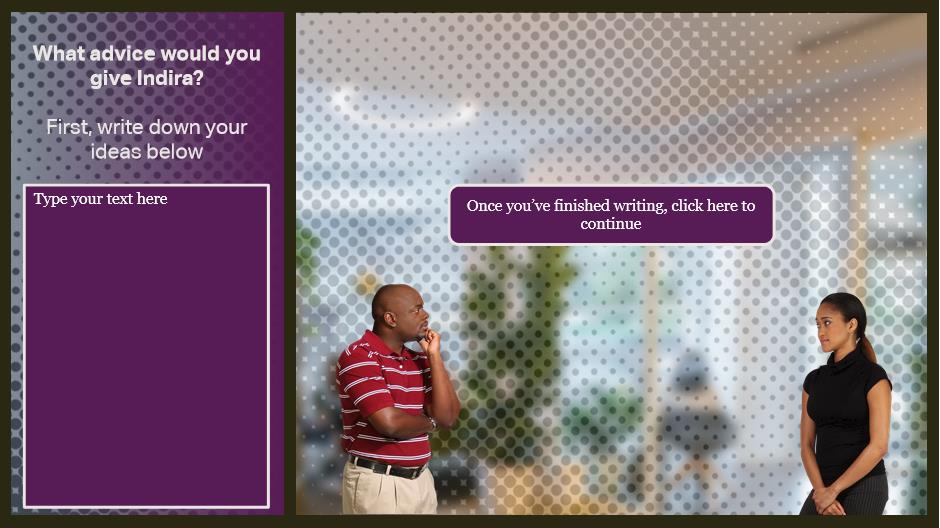 What advice would you
give Indira?
First, write down your
ideas below
Type your text here
Once you’ve finished writing, click here to
continue